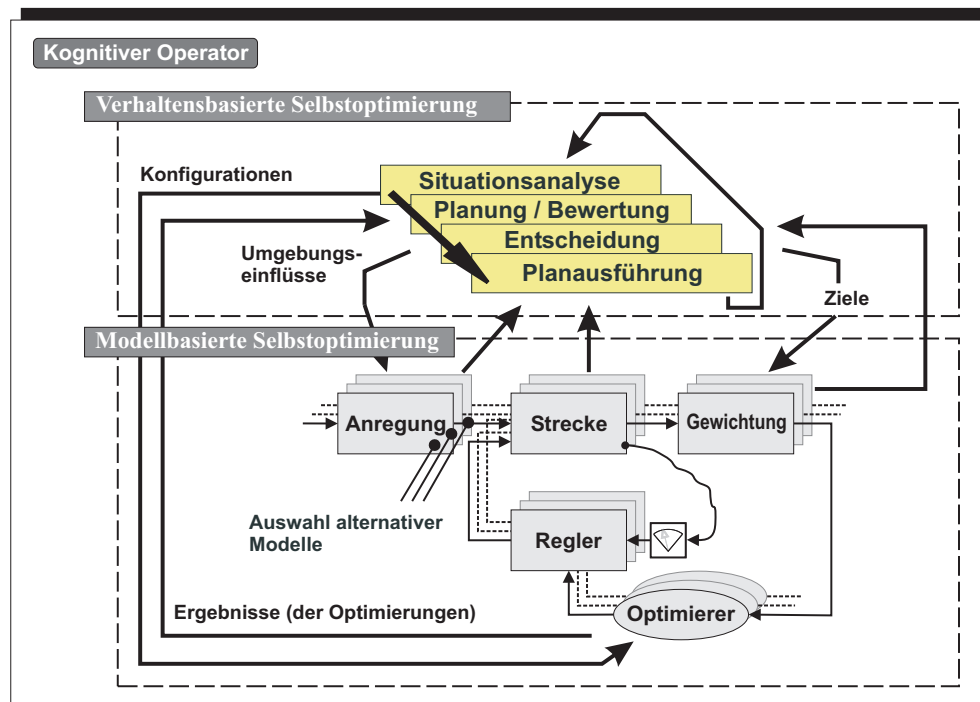 Kognitiver Operator
Verhaltensbasierte Selbstoptimierung
Konfigurationen
Situationsanalyse
Planung / Bewertung
Entscheidung
Planausführung
Umgebungs-
einflüsse
Ziele
Modellbasierte Selbstoptimierung
Anregung
Strecke
Gewichtung
Auswahl alternativer
Modelle
Regler
Ergebnisse (der Optimierungen)
Optimierer